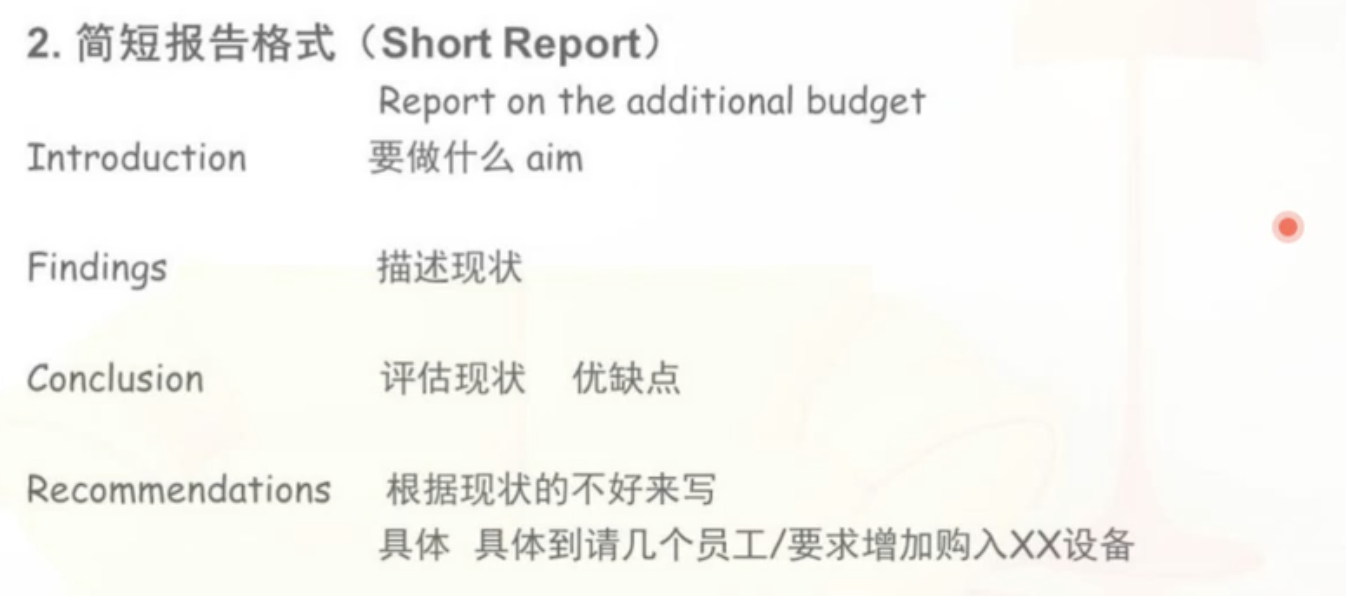 2. 简短报告格式（Short Report）
Report on the additional budget
Introduction 要做什么 aim
Findings 描述现状
Conclusion 评估现状 优缺点
Recommendations 根据现状的不好来写
具体 具体到请几个员工/要求增加购入XX设备